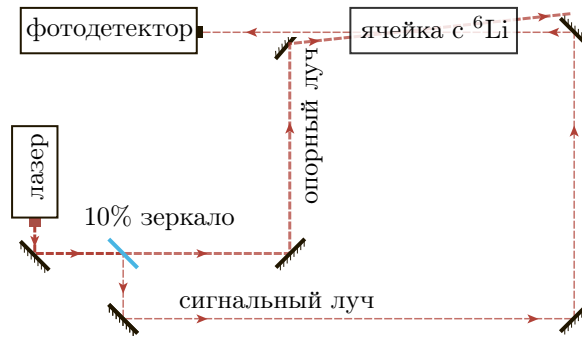 фотодетектор
ячейка с ⁶Li
опорный луч
лазер
10% зеркало
сигнальный луч